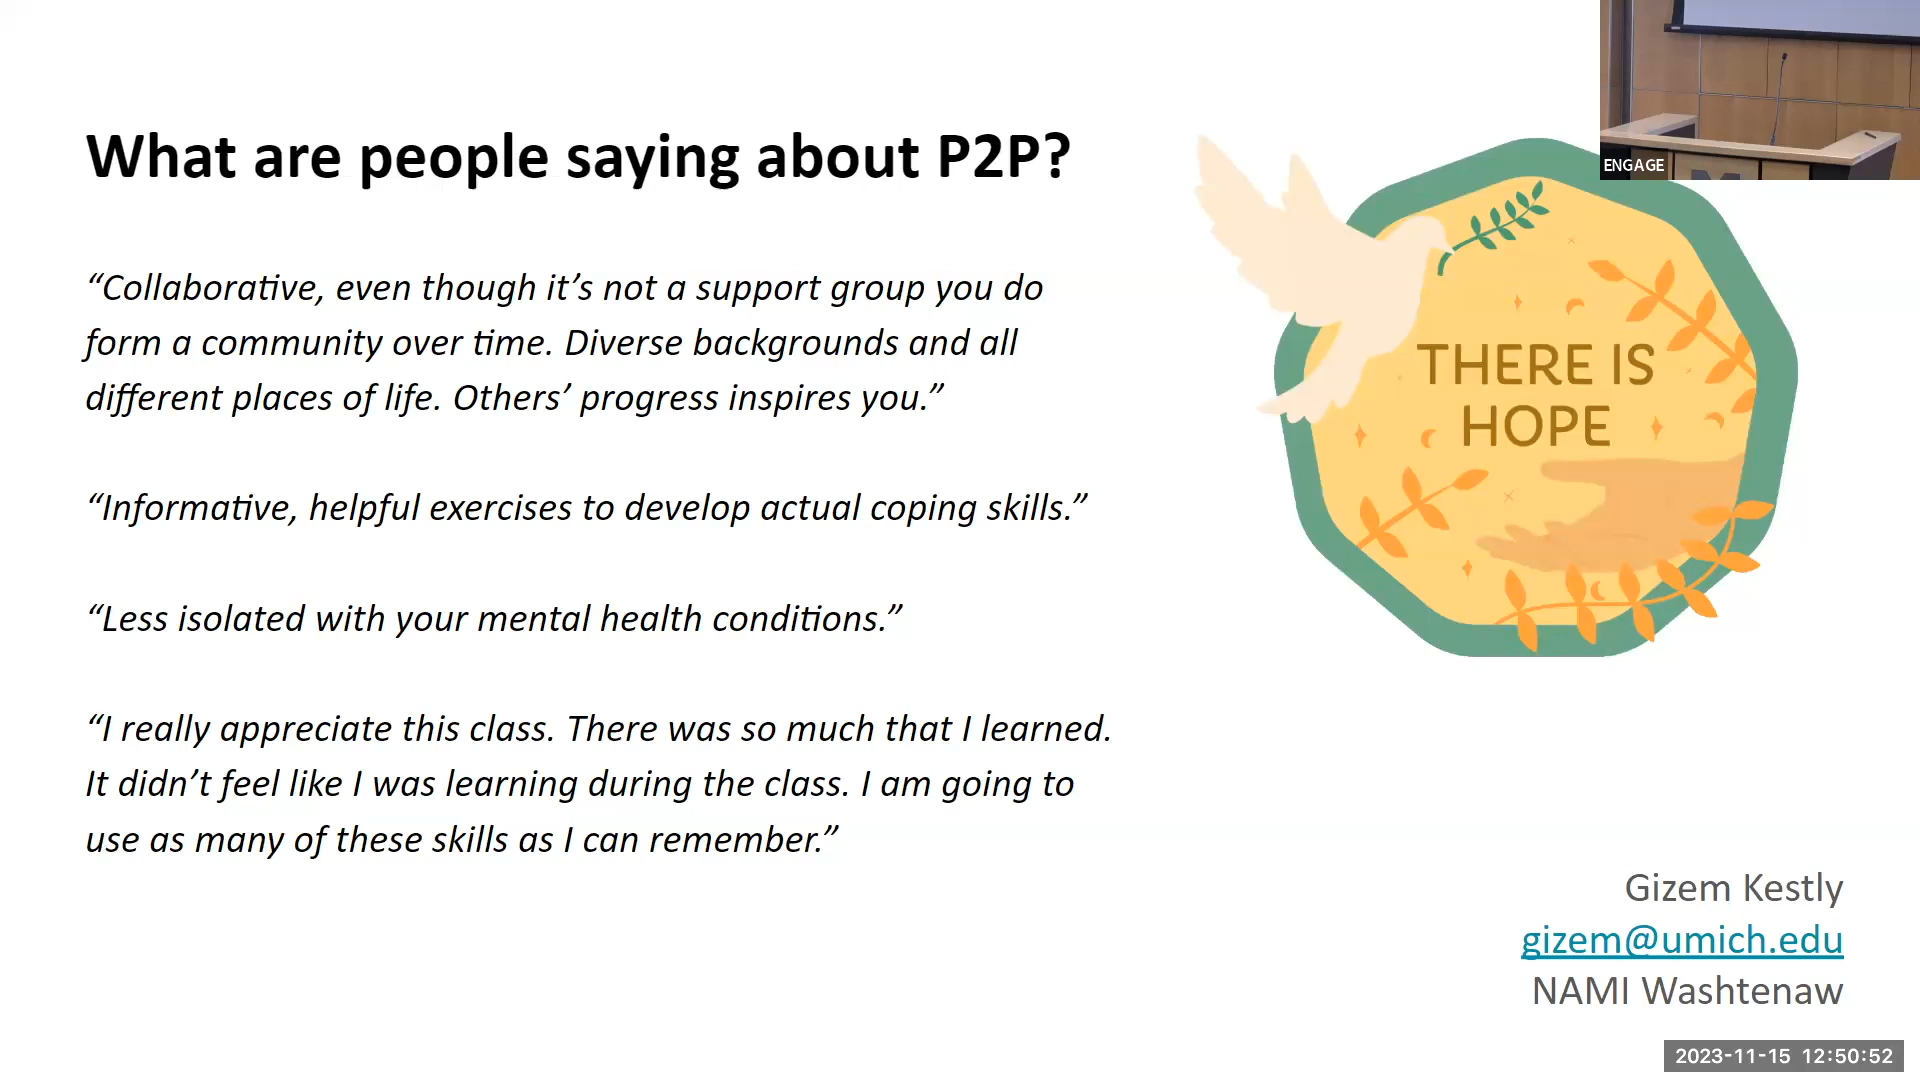 What are people saying about P2P?
“Collaborative, even though it’s not a support group you do
form a community over time. Diverse backgrounds and all
different places of life. Others’ progress inspires you.”
“Informative, helpful exercises to develop actual coping skills.”
“Less isolated with your mental health conditions.”
“I really appreciate this class. There was so much that I learned.
It didn’t feel like I was learning during the class. I am going to
use as many of these skills as I can remember.”
THERE IS
HOPE
ENGAGE
Gizem Kestly
gizem@umich.edu
NAMI Washtenaw
2023-11-15 12:50:52